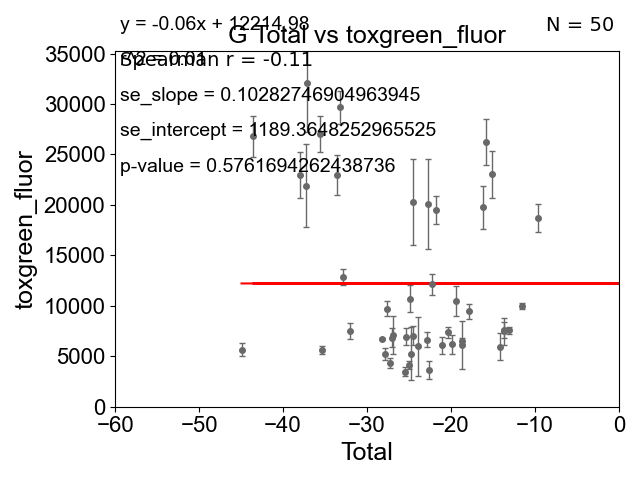 y = -0.06x + 12214.98
N = 50
G Total vs toxgreen_fluor
Spearman r = -0.11
se_slope = 0.10282746904963945
se_intercept = 1189.3648252965525
p-value = 0.5761694262438736
toxgreen_fluor
35000
30000
25000
20000
15000
10000
5000
0
−60
−50
−40
−30
−20
−10
0
Total